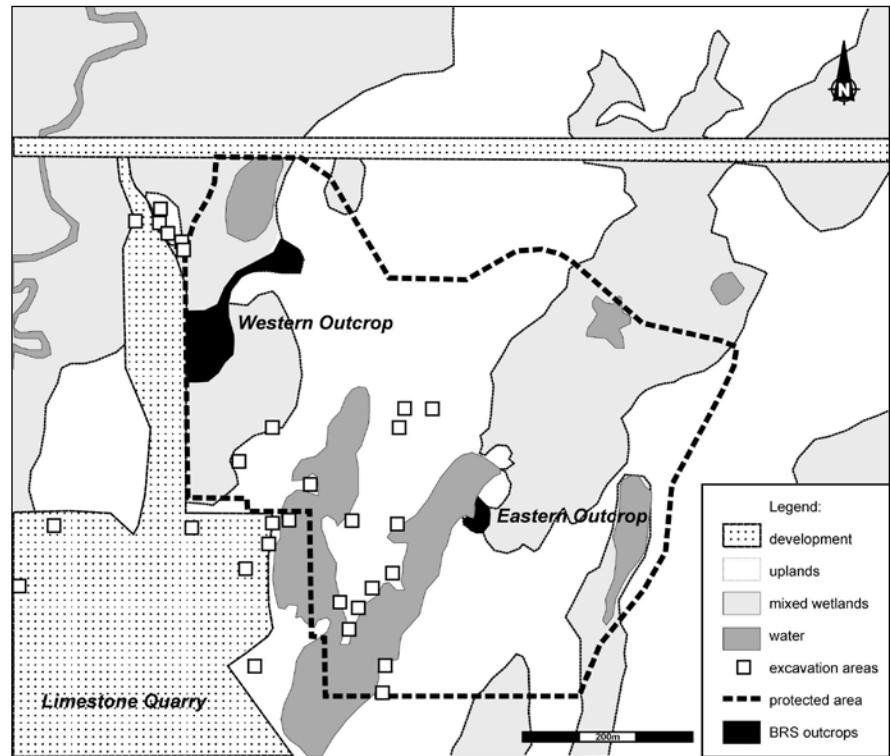 N
Western Outcrop
Eastern Outcrop
Limestone Quarry
Legend:
development
uplands
mixed wetlands
water
excavation areas
protected area
BRS outcrops
200m